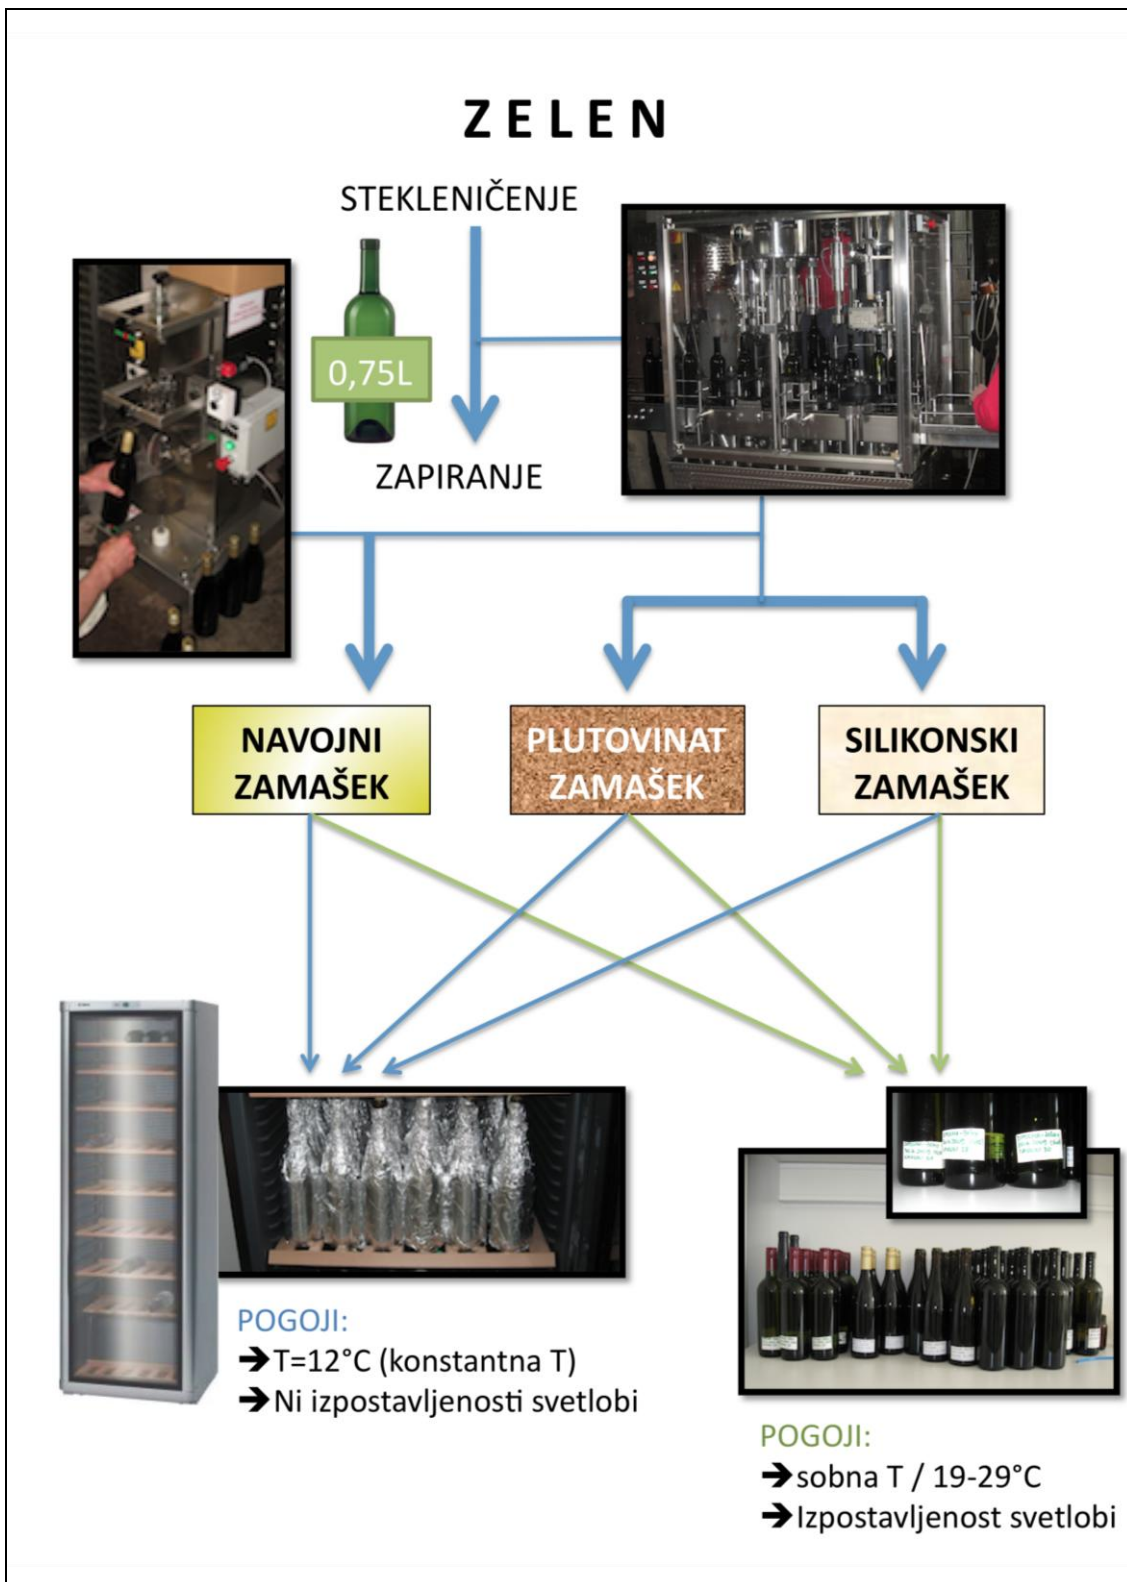 ZELEN
STEKLENIČENJE
0,75L
ZAPIRANJE
NAVOJNI
ZAMAŠEK
PLUTOVINAT
ZAMAŠEK
SILIKONSKI
ZAMAŠEK
POGOJI:
➔T=12°C (konstantna T)
➔Ni izpostavljenosti svetlobi
POGOJI:
➔sobna T / 19-29°C
➔Izpostavljenost svetlobi